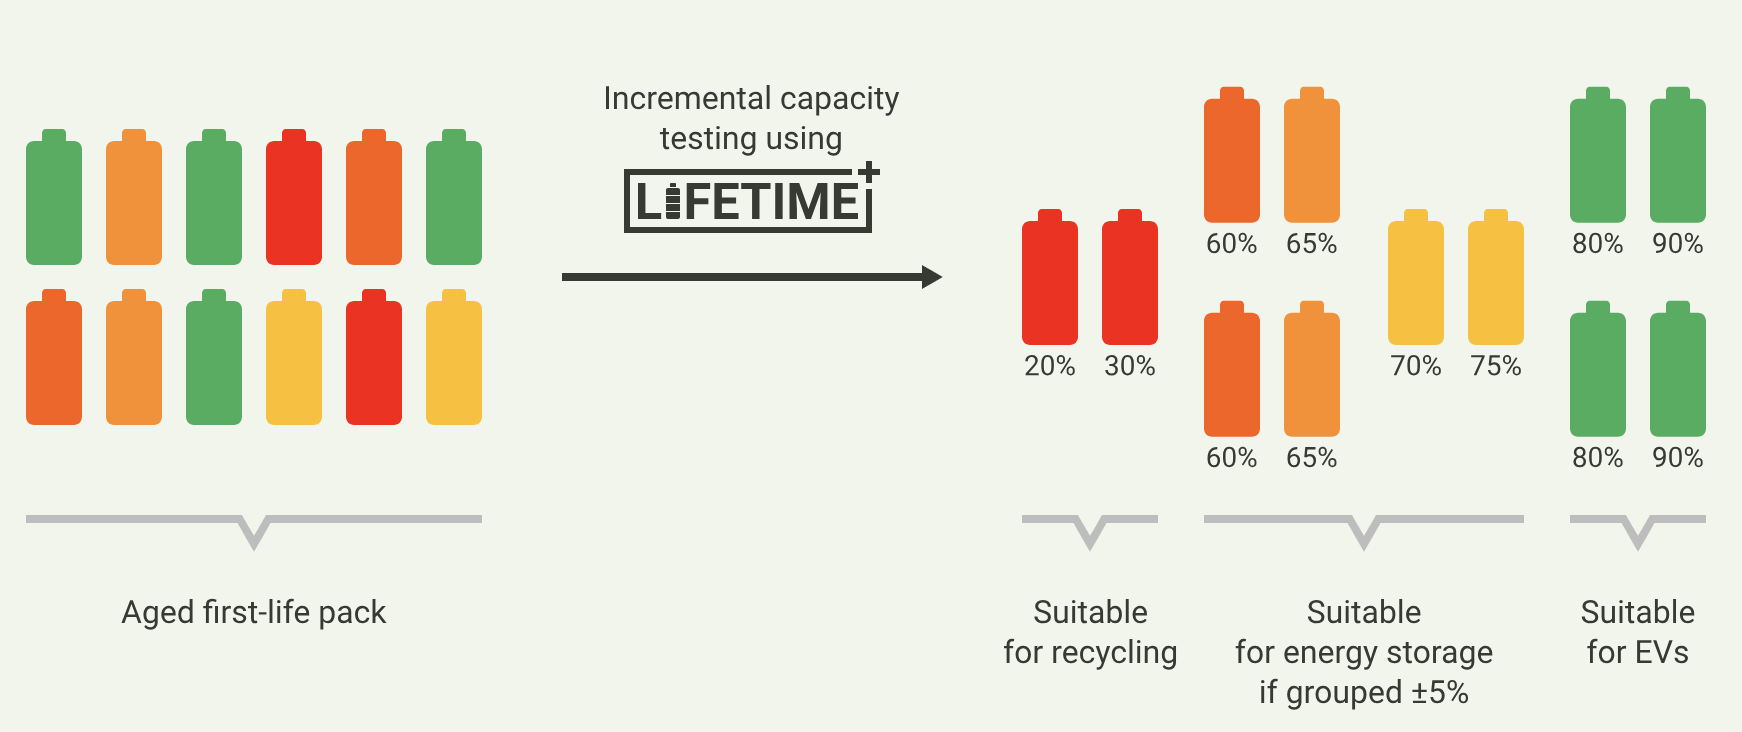 Incremental capacity
testing using
LIFETIME+
60% 65%
80% 90%
20% 30%
70% 75%
60% 65%
80% 90%
Aged first-life pack
Suitable
for recycling
Suitable
for energy storage
if grouped ±5%
Suitable
for EVs